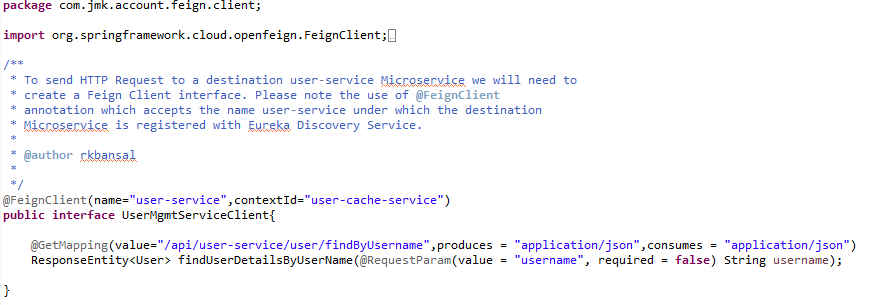 package com.jmk.account.feign.client;
import org.springframework.cloud.openfeign.FeignClient;
/**
* To send HTTP Request to a destination user-service Microservice we will need to
* create a Feign Client interface. Please note the use of @FeignClient
* annotation which accepts the name user-service under which the destination
* Microservice is registered with Eureka Discovery Service.
*
* @author rkbansal
*
*/
@FeignClient(name="user-service",contextId="user-cache-service")
public interface UserMgmtServiceClient{
@GetMapping(value="/api/user-service/user/findByUsername",produces = "application/json",consumes = "application/json")
ResponseEntity<User> findUserDetailsByUserName(@RequestParam(value = "username", required = false) String username);
}